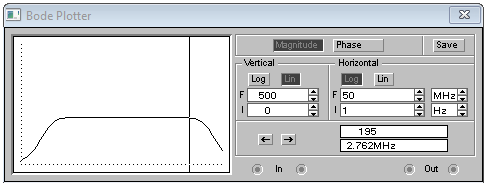 Bode Plotter
Magnitude Phase Save
Vertical Horizontal
Log Lin Log Lin
F 500 F 50 MHz
I 0 I 1 Hz
195
2.762MHz
In Out